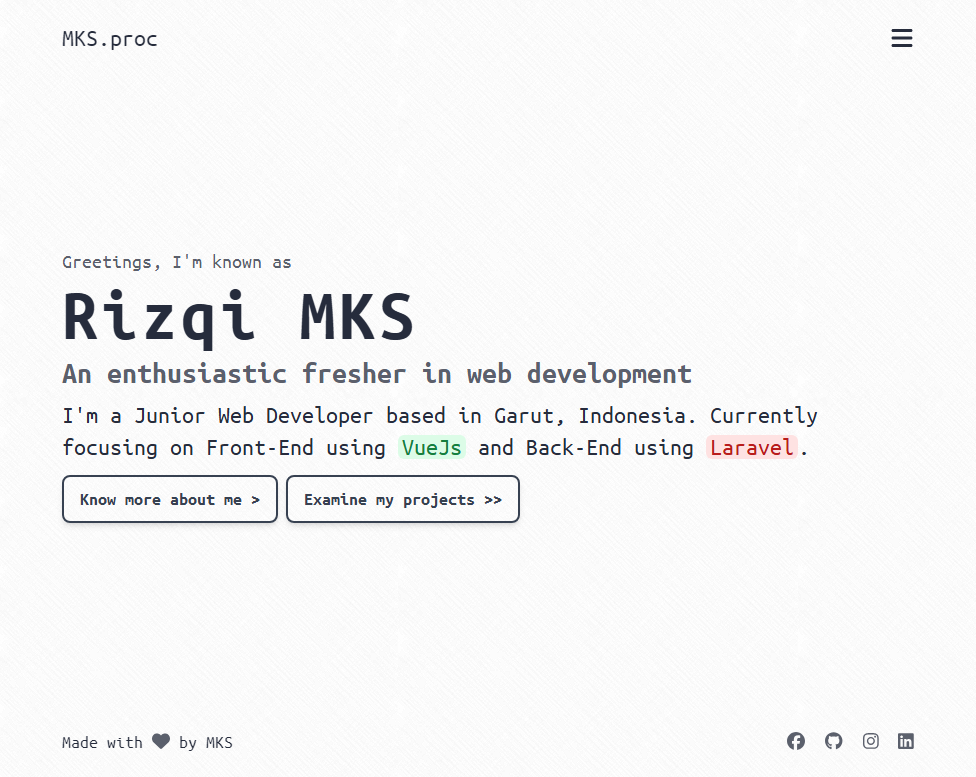 MKS.proc
Greetings, I'm known as
Rizqi MKS
An enthusiastic fresher in web development
I'm a Junior Web Developer based in Garut, Indonesia. Currently
focusing on Front-End using VueJs and Back-End using Laravel.
Know more about me > Examine my projects >>
Made with by MKS